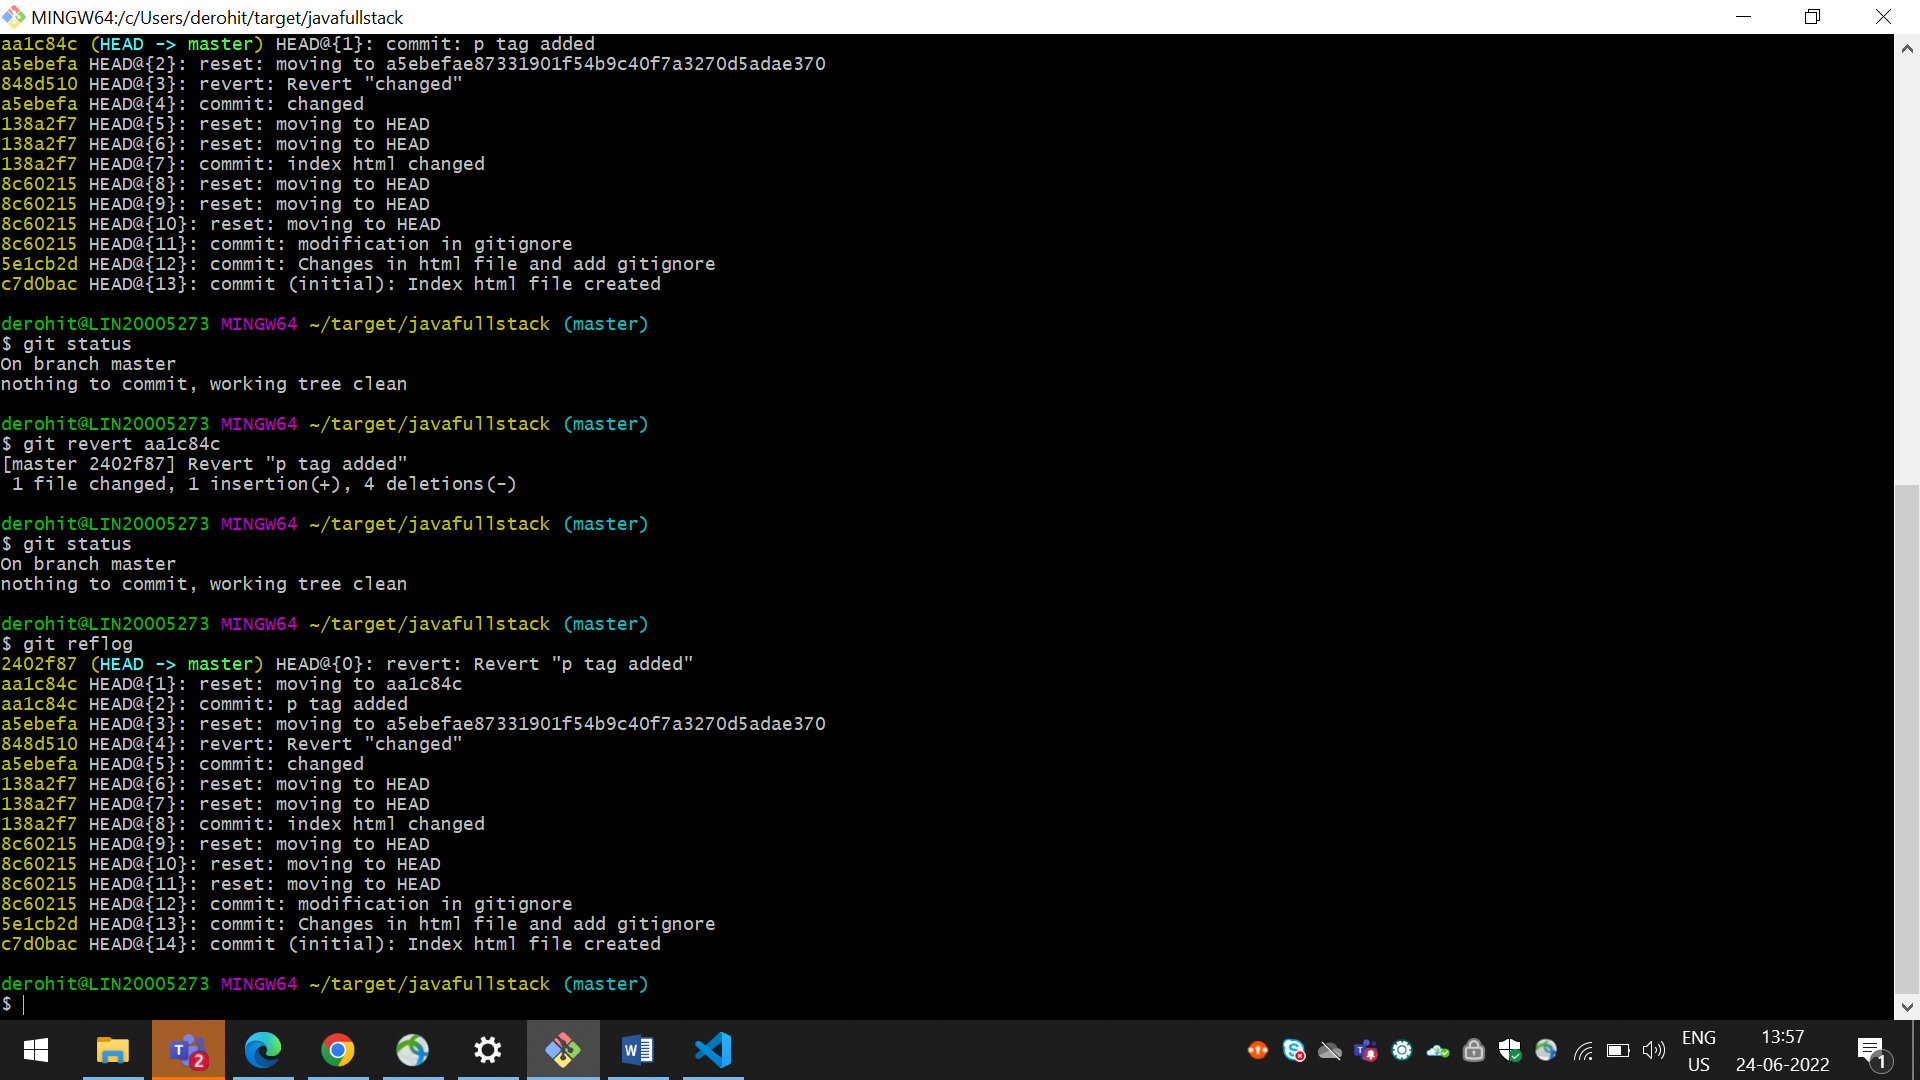 MINGW64:/c/Users/derohit/target/javafullstack
aa1c84c (HEAD -> master) HEAD@{1}: commit: p tag added
a5ebefa HEAD@{2}: reset: moving to a5ebefae87331901f54b9c40f7a3270d5adae370
848d510 HEAD@{3}: revert: Revert "changed"
a5ebefa HEAD@{4}: commit: changed
138a2f7 HEAD@{5}: reset: moving to HEAD
138a2f7 HEAD@{6}: reset: moving to HEAD
138a2f7 HEAD@{7}: commit: index html changed
8c60215 HEAD@{8}: reset: moving to HEAD
8c60215 HEAD@{9}: reset: moving to HEAD
8c60215 HEAD@{10}: reset: moving to HEAD
8c60215 HEAD@{11}: commit: modification in gitignore
5e1cb2d HEAD@{12}: commit: Changes in html file and add gitignore
c7d0bac HEAD@{13}: commit (initial): Index html file created
derohit@LIN20005273 MINGW64 ~/target/javafullstack (master)
$ git status
On branch master
nothing to commit, working tree clean
derohit@LIN20005273 MINGW64 ~/target/javafullstack (master)
$ git revert aa1c84c
[master 2402f87] Revert "p tag added"
 1 file changed, 1 insertion(+), 4 deletions(-)
derohit@LIN20005273 MINGW64 ~/target/javafullstack (master)
$ git status
On branch master
nothing to commit, working tree clean
derohit@LIN20005273 MINGW64 ~/target/javafullstack (master)
$ git reflog
2402f87 (HEAD -> master) HEAD@{0}: revert: Revert "p tag added"
aa1c84c HEAD@{1}: reset: moving to aa1c84c
aa1c84c HEAD@{2}: commit: p tag added
a5ebefa HEAD@{3}: reset: moving to a5ebefae87331901f54b9c40f7a3270d5adae370
848d510 HEAD@{4}: revert: Revert "changed"
a5ebefa HEAD@{5}: commit: changed
138a2f7 HEAD@{6}: reset: moving to HEAD
138a2f7 HEAD@{7}: reset: moving to HEAD
138a2f7 HEAD@{8}: commit: index html changed
8c60215 HEAD@{9}: reset: moving to HEAD
8c60215 HEAD@{10}: reset: moving to HEAD
8c60215 HEAD@{11}: reset: moving to HEAD
8c60215 HEAD@{12}: commit: modification in gitignore
5e1cb2d HEAD@{13}: commit: Changes in html file and add gitignore
c7d0bac HEAD@{14}: commit (initial): Index html file created
derohit@LIN20005273 MINGW64 ~/target/javafullstack (master)
$
T 2
W
ENG
US
13:57
24-06-2022
1